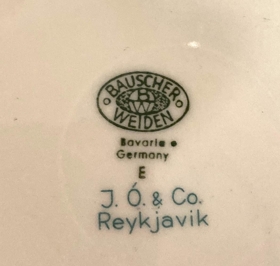 BAUSCHER
B W
WEIDEN
Bavaria
Germany
E
J. Ó. & Co.
Reykjavik